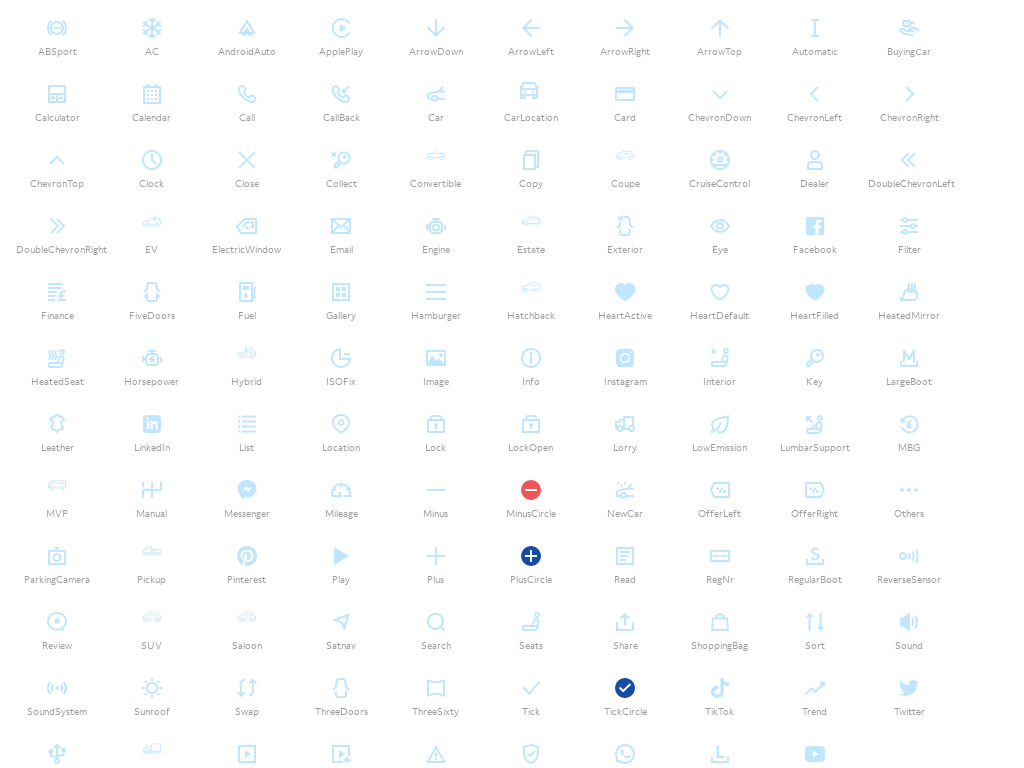 ABSport AC AndroidAuto ApplePlay ArrowDown ArrowLeft ArrowRight ArrowTop Automatic BuyingCar
Calculator Calendar Call CallBack Car CarLocation Card ChevronDown ChevronLeft ChevronRight
ChevronTop Clock Close Collect Convertible Copy Coupe CruiseControl Dealer DoubleChevronLeft
DoubleChevronRight EV ElectricWindow Email Engine Estate Exterior Eye Facebook Filter
Finance FiveDoors Fuel Gallery Hamburger Hatchback HeartActive HeartDefault HeartFilled HeatedMirror
HeatedSeat Horsepower Hybrid ISOFix Image Info Instagram Interior Key LargeBoot
Leather LinkedIn List Location Lock LockOpen Lorry LowEmission LumbarSupport MBG
MVP Manual Messenger Mileage Minus MinusCircle NewCar OfferLeft OfferRight Others
ParkingCamera Pickup Pinterest Play Plus PlusCircle Read RegNr RegularBoot ReverseSensor
Review SUV Saloon Satnav Search Seats Share ShoppingBag Sort Sound
SoundSystem Sunroof Swap ThreeDoors ThreeSixty Tick TickCircle TikTok Trend Twitter